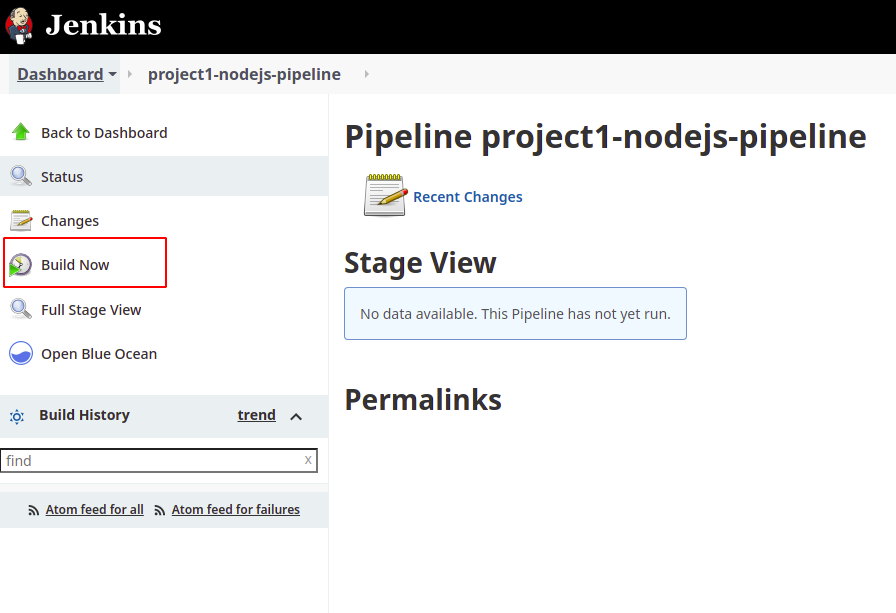 Jenkins
Dashboard project1-nodejs-pipeline
Back to Dashboard
Status
Changes
Build Now
Full Stage View
Open Blue Ocean
Build History trend
find x
Atom feed for all Atom feed for failures
Pipeline project1-nodejs-pipeline
Recent Changes
Stage View
No data available. This Pipeline has not yet run.
Permalinks